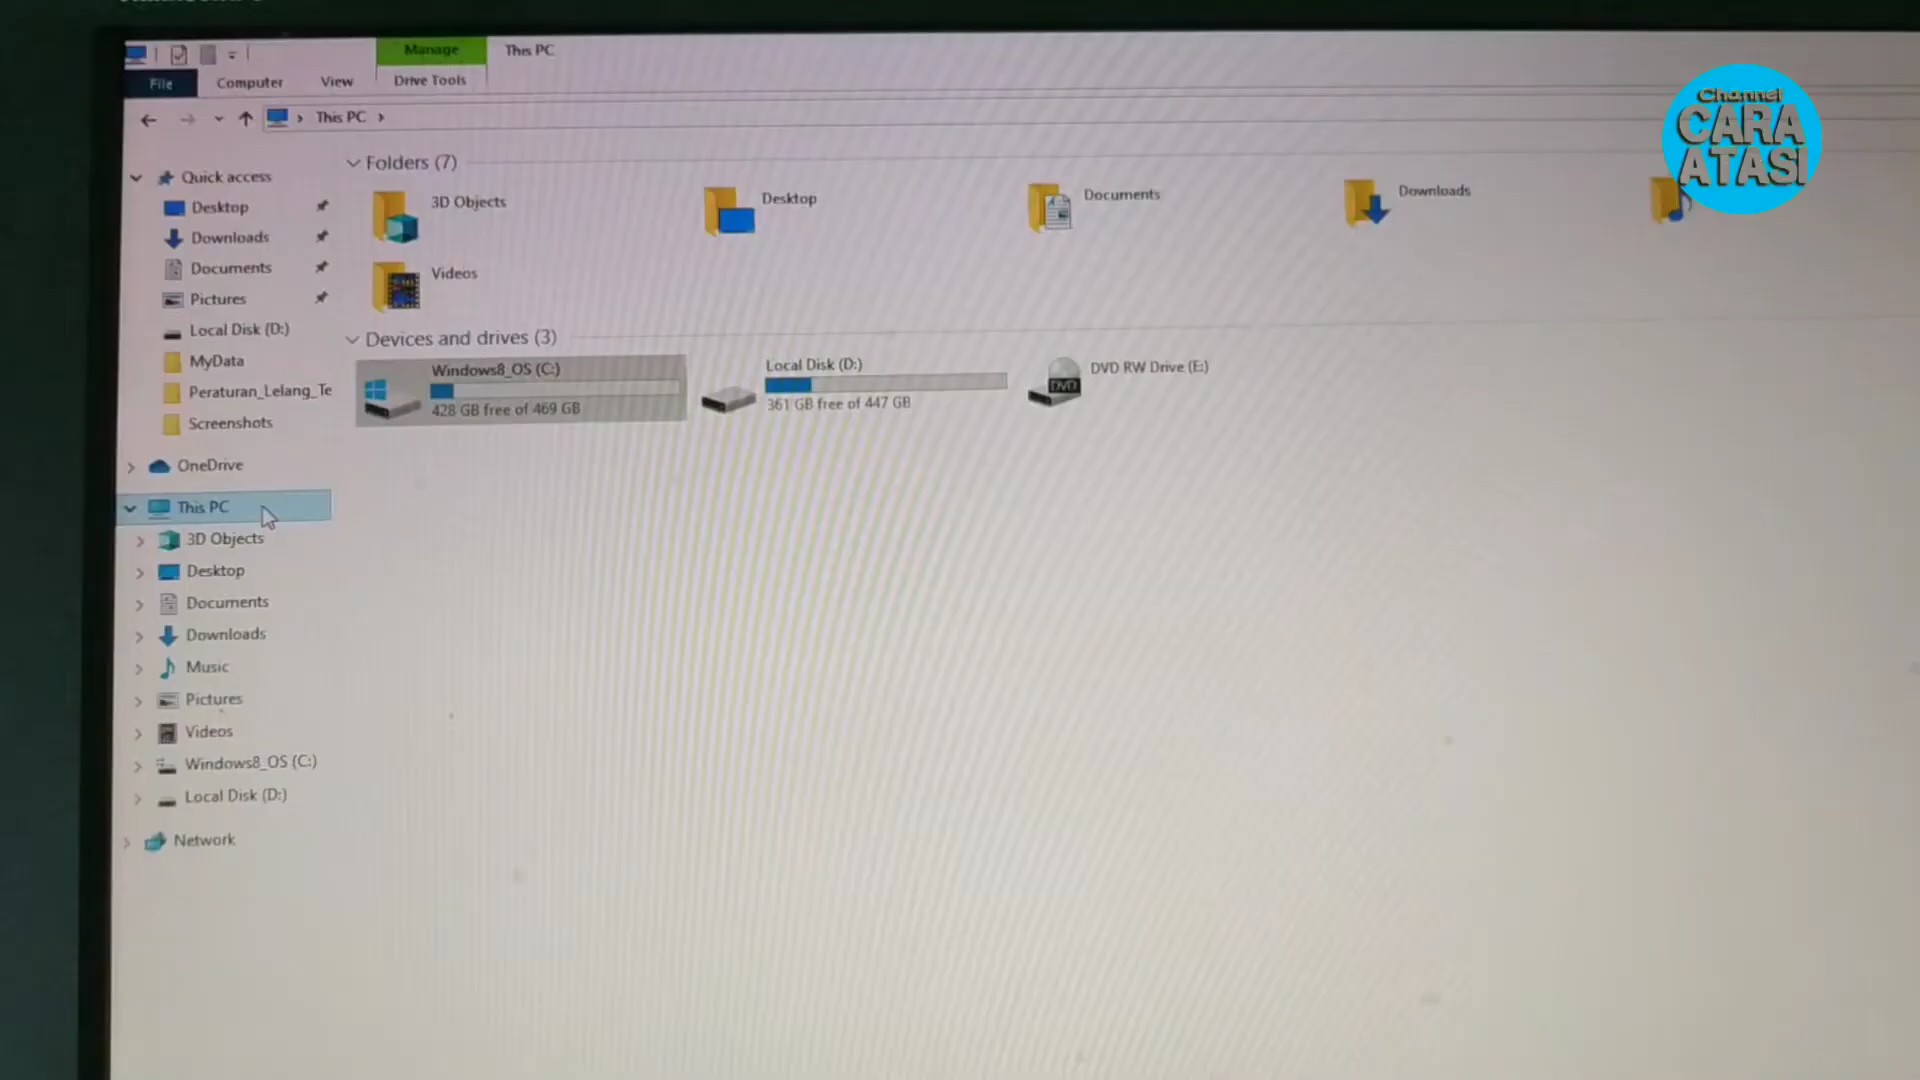 Manage
This PC
File
Computer
View
Drive Tools
This PC
Channel
CARA
ATASI
Quick access
Desktop
Downloads
Documents
Pictures
Local Disk (D:)
MyData
Peraturan_Lelang_Te
Screenshots
OneDrive
This PC
3D Objects
Desktop
Documents
Downloads
Music
Pictures
Videos
Windows8_OS (C:)
Local Disk (D:)
Network
Folders (7)
3D Objects
Desktop
Documents
Downloads
Videos
Devices and drives (3)
Windows8_OS (C:)
428 GB free of 469 GB
Local Disk (D:)
361 GB free of 447 GB
DVD RW Drive (E:)
DVD